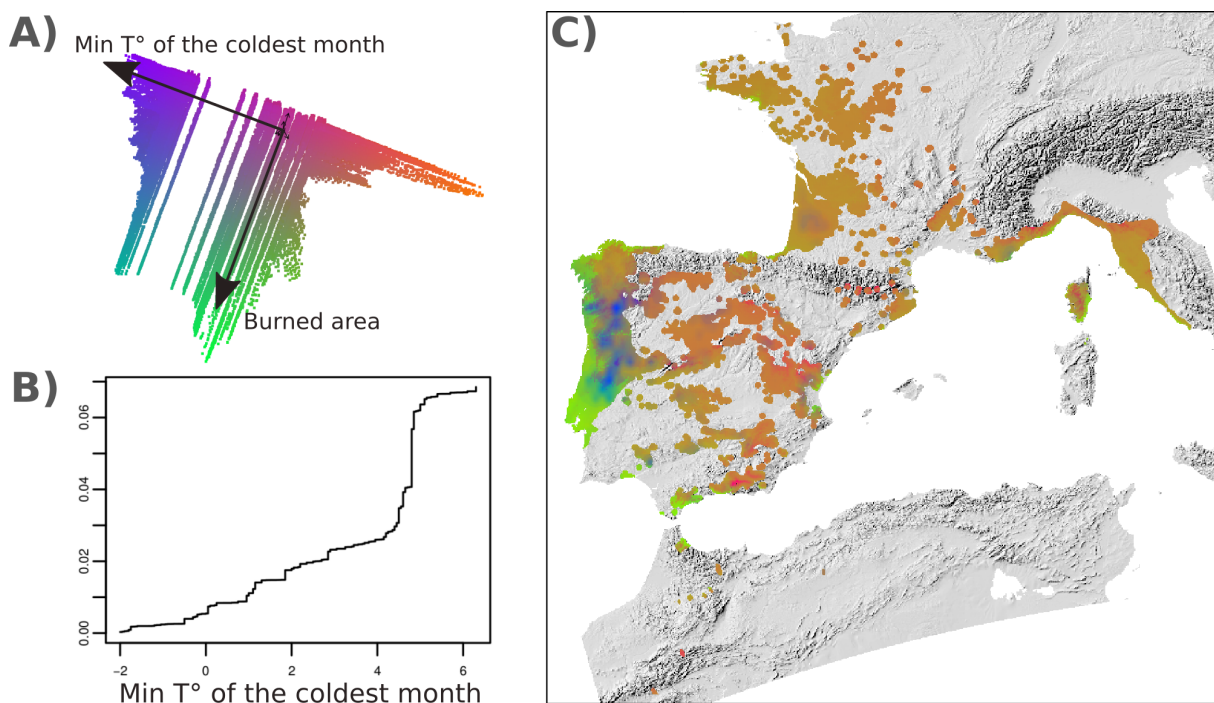 A)
Min T° of the coldest month
Burned area
B)
0.06
0.04
0.02
0.00
-2
0
2
4
6
Min T° of the coldest month
C)